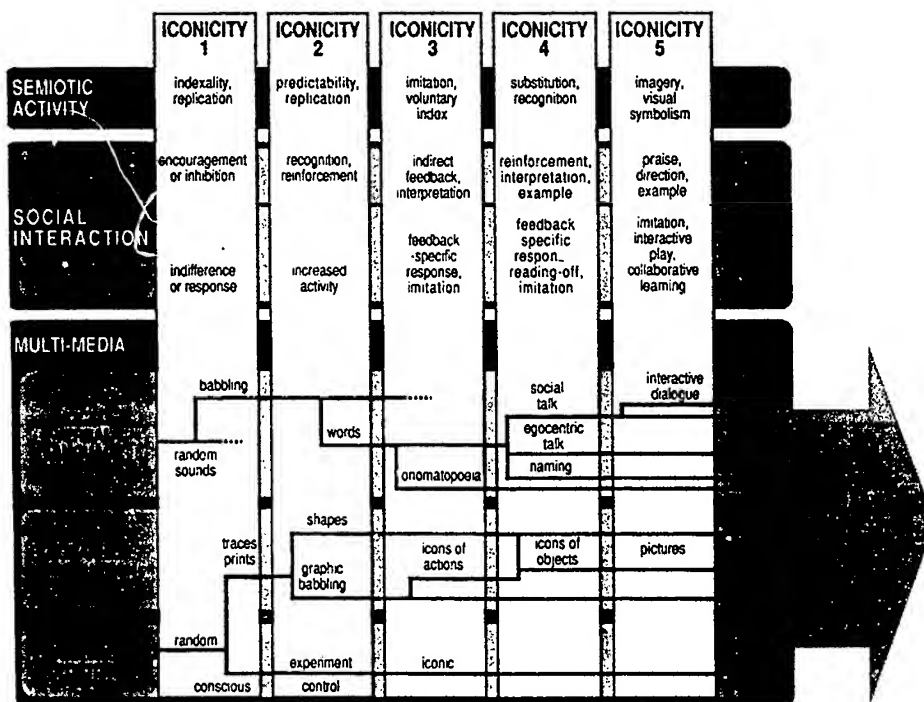 ICONICITY
1
ICONICITY
2
ICONICITY
3
ICONICITY
4
ICONICITY
5
SEMIOTIC
ACTIVITY
indexality,
replication
predictability,
replication
imitation,
voluntary
index
substitution,
recognition
imagery,
visual
symbolism
SOCIAL
INTERACTION
encouragement
or inhibition
recognition,
reinforcement
indirect
feedback,
interpretation
reinforcement,
interpretation,
example
praise,
direction,
example
indifference
or response
increased
activity
feedback
-specific
response,
imitation
feedback
specific
respon_
reading-off,
imitation
imitation,
interactive
play,
collaborative
learning
MULTI-MEDIA
babbling
random
sounds
words
onomatopoeia
social
talk
egocentric
talk
naming
interactive
dialogue
traces
prints
shapes
graphic
babbling
icons of
actions
icons of
objects
pictures
random
experiment
iconic
conscious
control